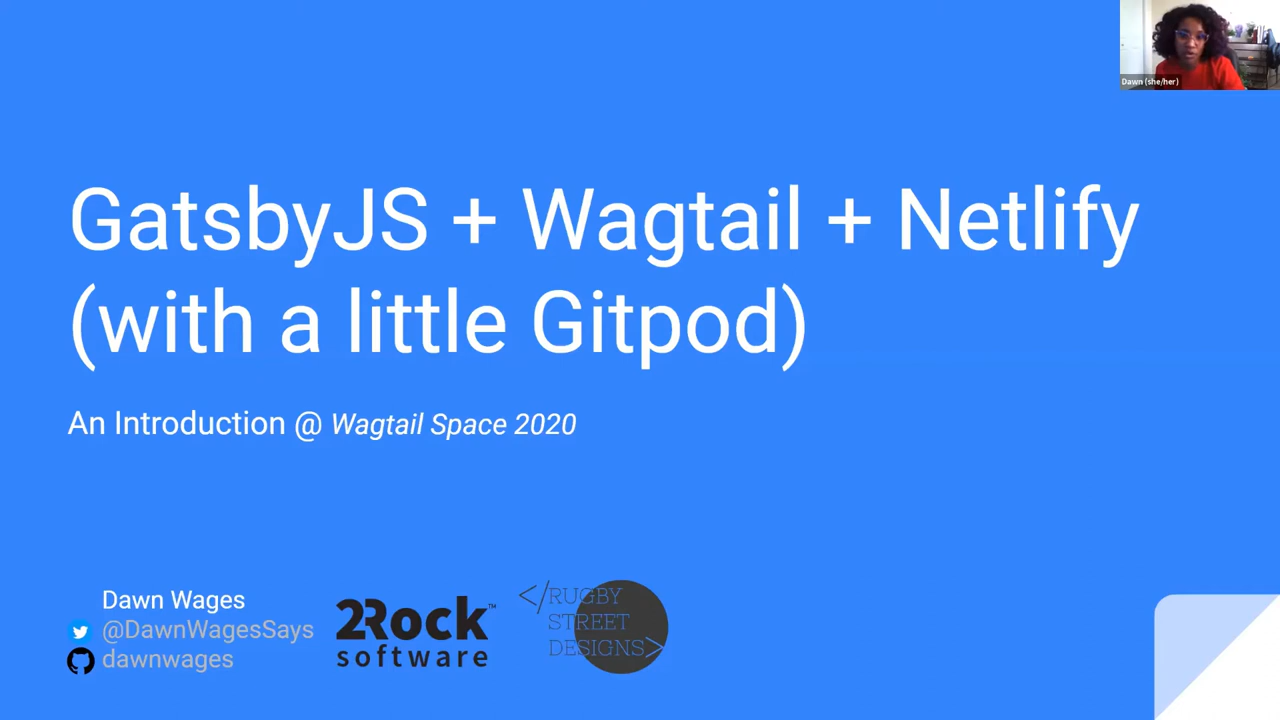 Dawn (she/her)
GatsbyJS + Wagtail + Netlify
(with a little Gitpod)
An Introduction @ Wagtail Space 2020
Dawn Wages
@DawnWagesSays
dawnwages
2Rock™
software
</RUGBY
STREET
DESIGNS>